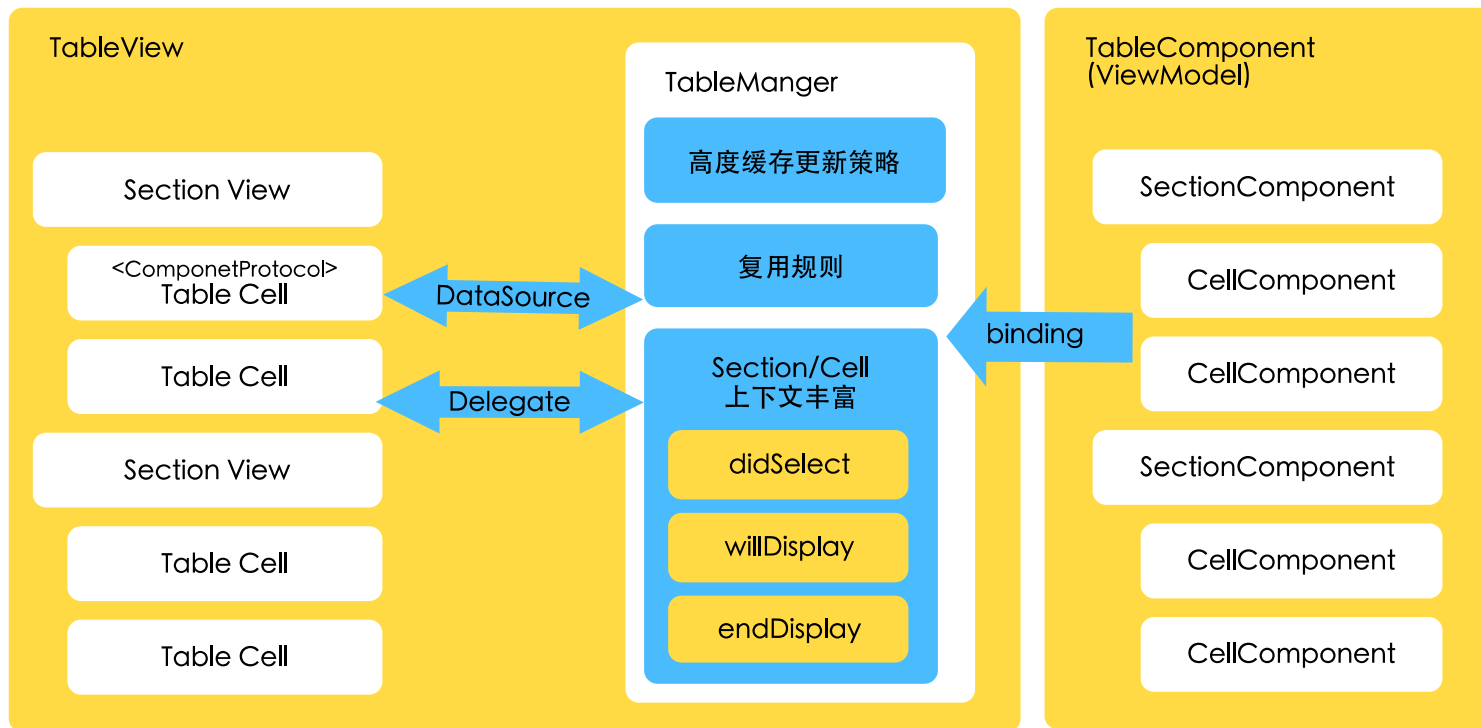 TableView
Section View
<ComponetProtocol>
Table Cell
Table Cell
Section View
Table Cell
Table Cell
DataSource
Delegate
TableManger
高度缓存更新策略
复用规则
Section/Cell
上下文丰富
didSelect
willDisplay
endDisplay
binding
TableComponent
(ViewModel)
SectionComponent
CellComponent
CellComponent
SectionComponent
CellComponent
CellComponent